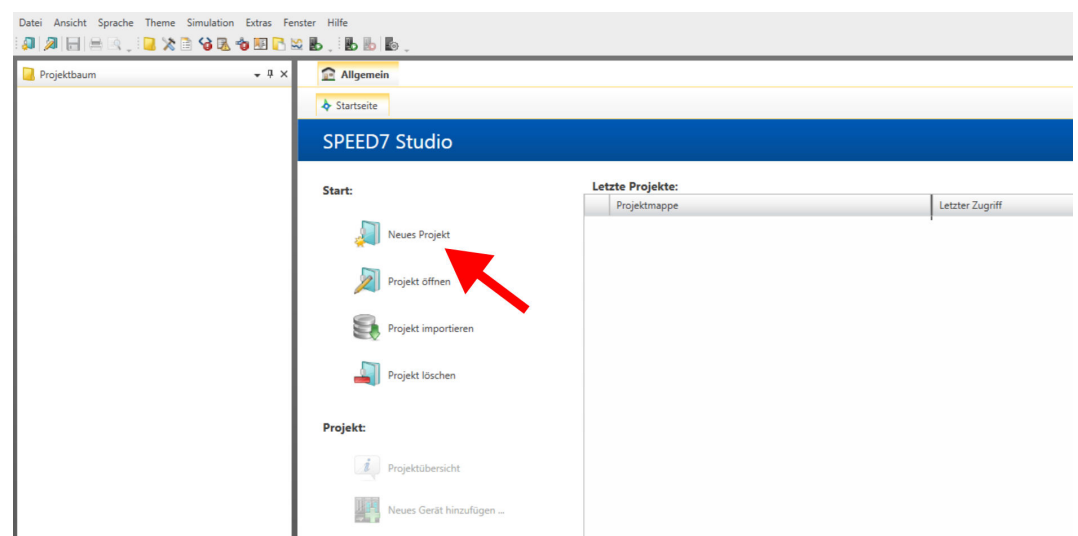 Datei Ansicht Sprache Theme Simulation Extras Fenster Hilfe
Projektbaum
Allgemein
Startseite
SPEED7 Studio
Start:
Neues Projekt
Projekt öffnen
Projekt importieren
Projekt löschen
Projekt:
Projektübersicht
Neues Gerät hinzufügen ...
Letzte Projekte:
Projektmappe Letzter Zugriff